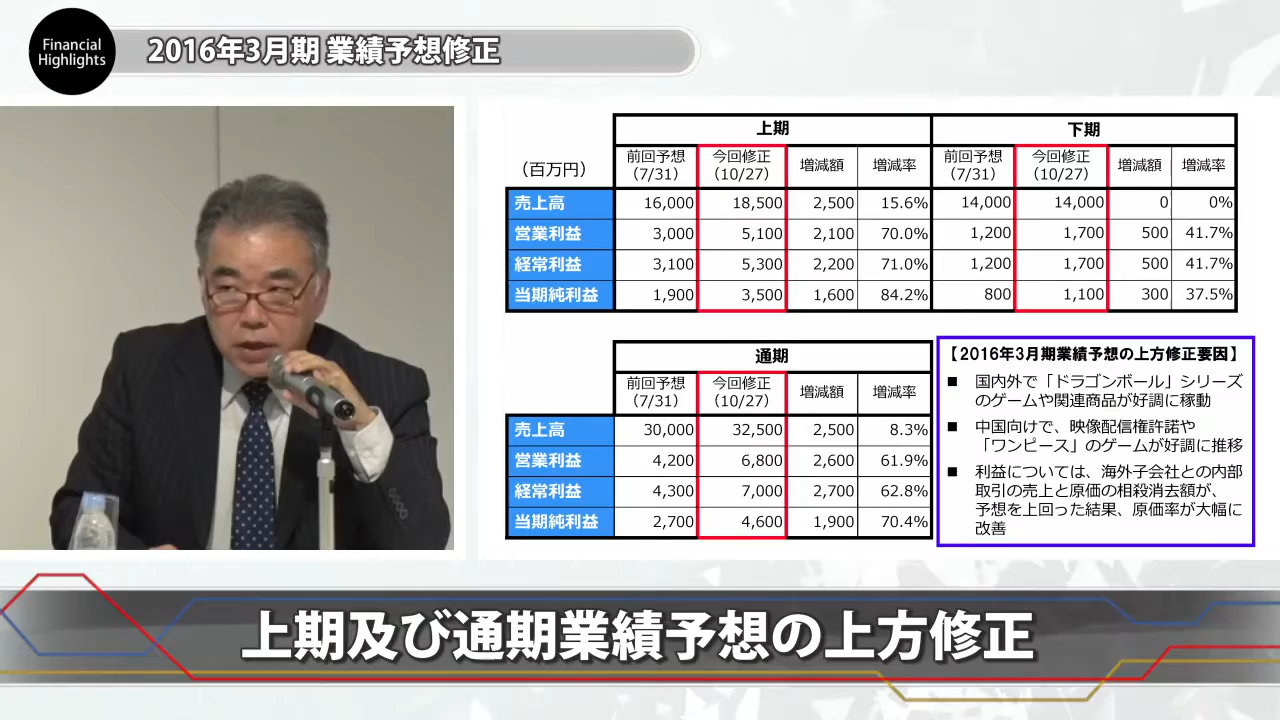 Financial
Highlights
2016年3月期 業績予想修正
上期 下期
(百万円) 前回予想 (7/31) 今回修正 (10/27) 増減額 増減率 前回予想 (7/31) 今回修正 (10/27) 増減額 増減率
売上高 16,000 18,500 2,500 15.6% 14,000 14,000 0 0%
営業利益 3,000 5,100 2,100 70.0% 1,200 1,700 500 41.7%
経常利益 3,100 5,300 2,200 71.0% 1,200 1,700 500 41.7%
当期純利益 1,900 3,500 1,600 84.2% 800 1,100 300 37.5%
通期
前回予想 (7/31) 今回修正 (10/27) 増減額 増減率
売上高 30,000 32,500 2,500 8.3%
営業利益 4,200 6,800 2,600 61.9%
経常利益 4,300 7,000 2,700 62.8%
当期純利益 2,700 4,600 1,900 70.4%
【2016年3月期業績予想の上方修正要因】
■ 国内外で「ドラゴンボール」シリーズ
のゲームや関連商品が好調に稼動
■ 中国向けで、映像配信権許諾や
「ワンピース」のゲームが好調に推移
■ 利益については、海外子会社との内部
取引の売上と原価の相殺消去額が、
予想を上回った結果、原価率が大幅に
改善
上期及び通期業績予想の上方修正